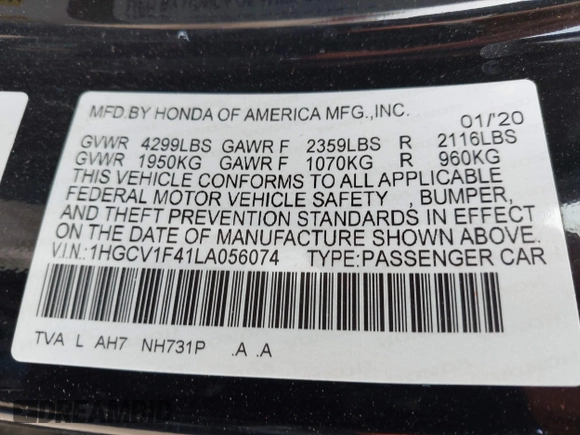 MFD.BY HONDA OF AMERICA MFG.,INC. 01/'20
GVWR 4299LBS GAWR F 2359LBS R 2116LBS
GVWR 1950KG GAWR F 1070KG R 960KG
THIS VEHICLE CONFORMS TO ALL APPLICABLE
FEDERAL MOTOR VEHICLE SAFETY , BUMPER,
AND THEFT PREVENTION STANDARDS IN EFFECT
ON THE DATE OF MANUFACTURE SHOWN ABOVE.
V.I.N.:1HGCV1F41LA056074 TYPE:PASSENGER CAR
TVA L AH7 NH731P .A .A
DREAMBID